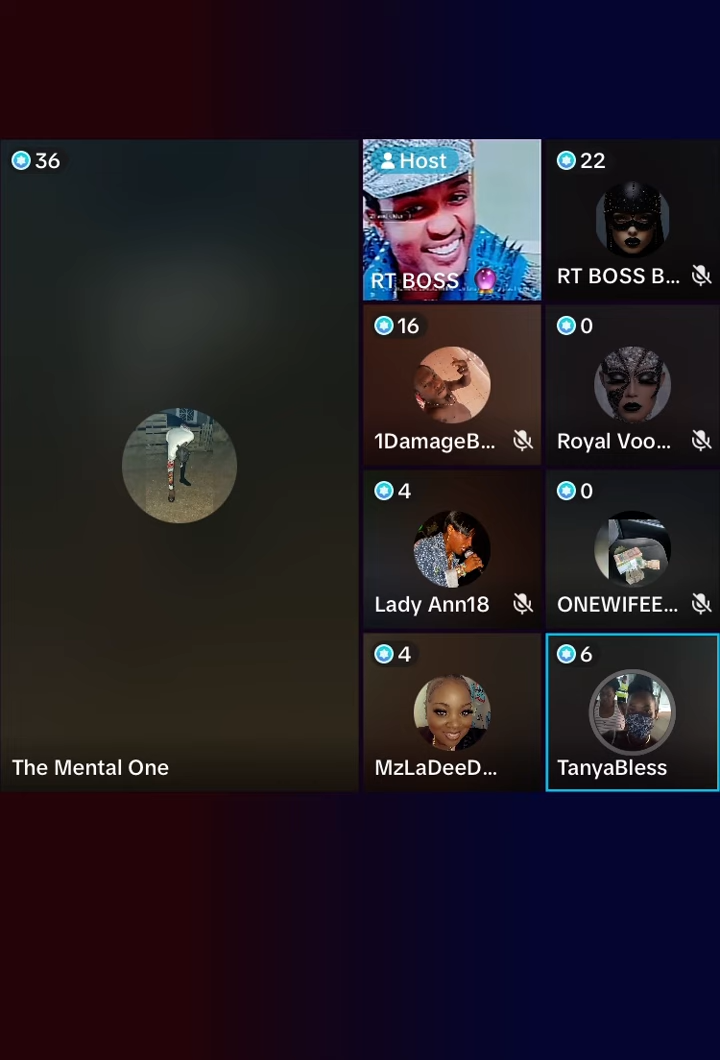 36
Host
RT BOSS
22
RT BOSS B...
16
1DamageB...
0
Royal Voo...
4
Lady Ann18
0
ONEWIFEE...
4
MzLaDeeD...
6
TanyaBless
The Mental One